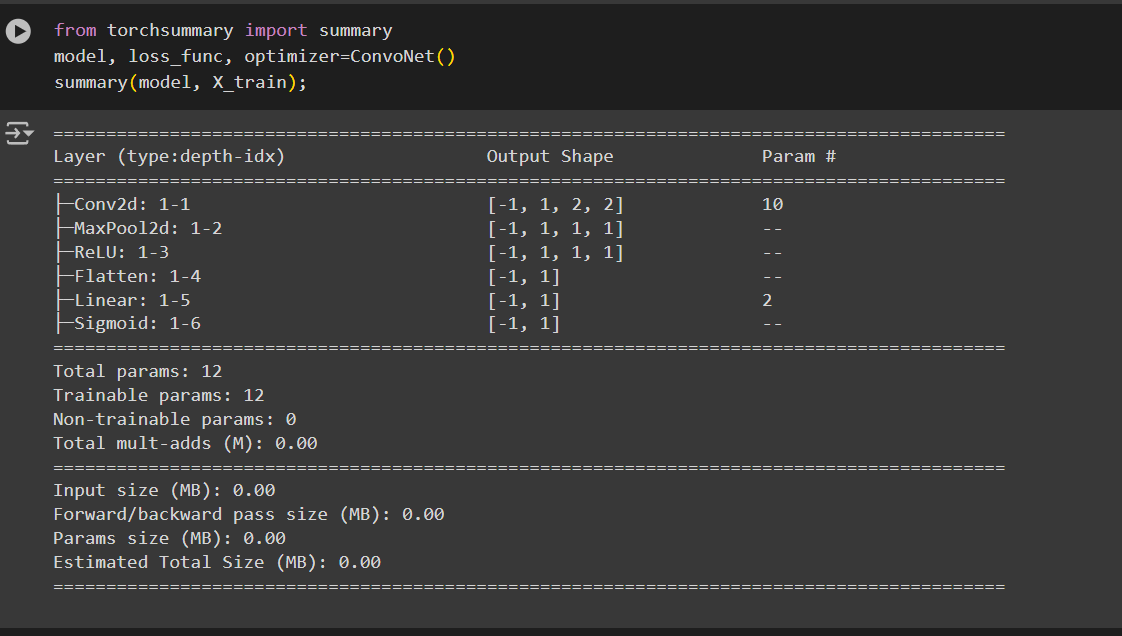 from torchsummary import summary
model, loss_func, optimizer=ConvoNet()
summary(model, X_train);
==========================================================================================
Layer (type:depth-idx)                   Output Shape              Param #
==========================================================================================
├─Conv2d: 1-1                            [-1, 1, 2, 2]             10
├─MaxPool2d: 1-2                         [-1, 1, 1, 1]             --
├─ReLU: 1-3                              [-1, 1, 1, 1]             --
├─Flatten: 1-4                           [-1, 1]                   --
├─Linear: 1-5                            [-1, 1]                   2
├─Sigmoid: 1-6                           [-1, 1]                   --
==========================================================================================
Total params: 12
Trainable params: 12
Non-trainable params: 0
Total mult-adds (M): 0.00
==========================================================================================
Input size (MB): 0.00
Forward/backward pass size (MB): 0.00
Params size (MB): 0.00
Estimated Total Size (MB): 0.00
==========================================================================================